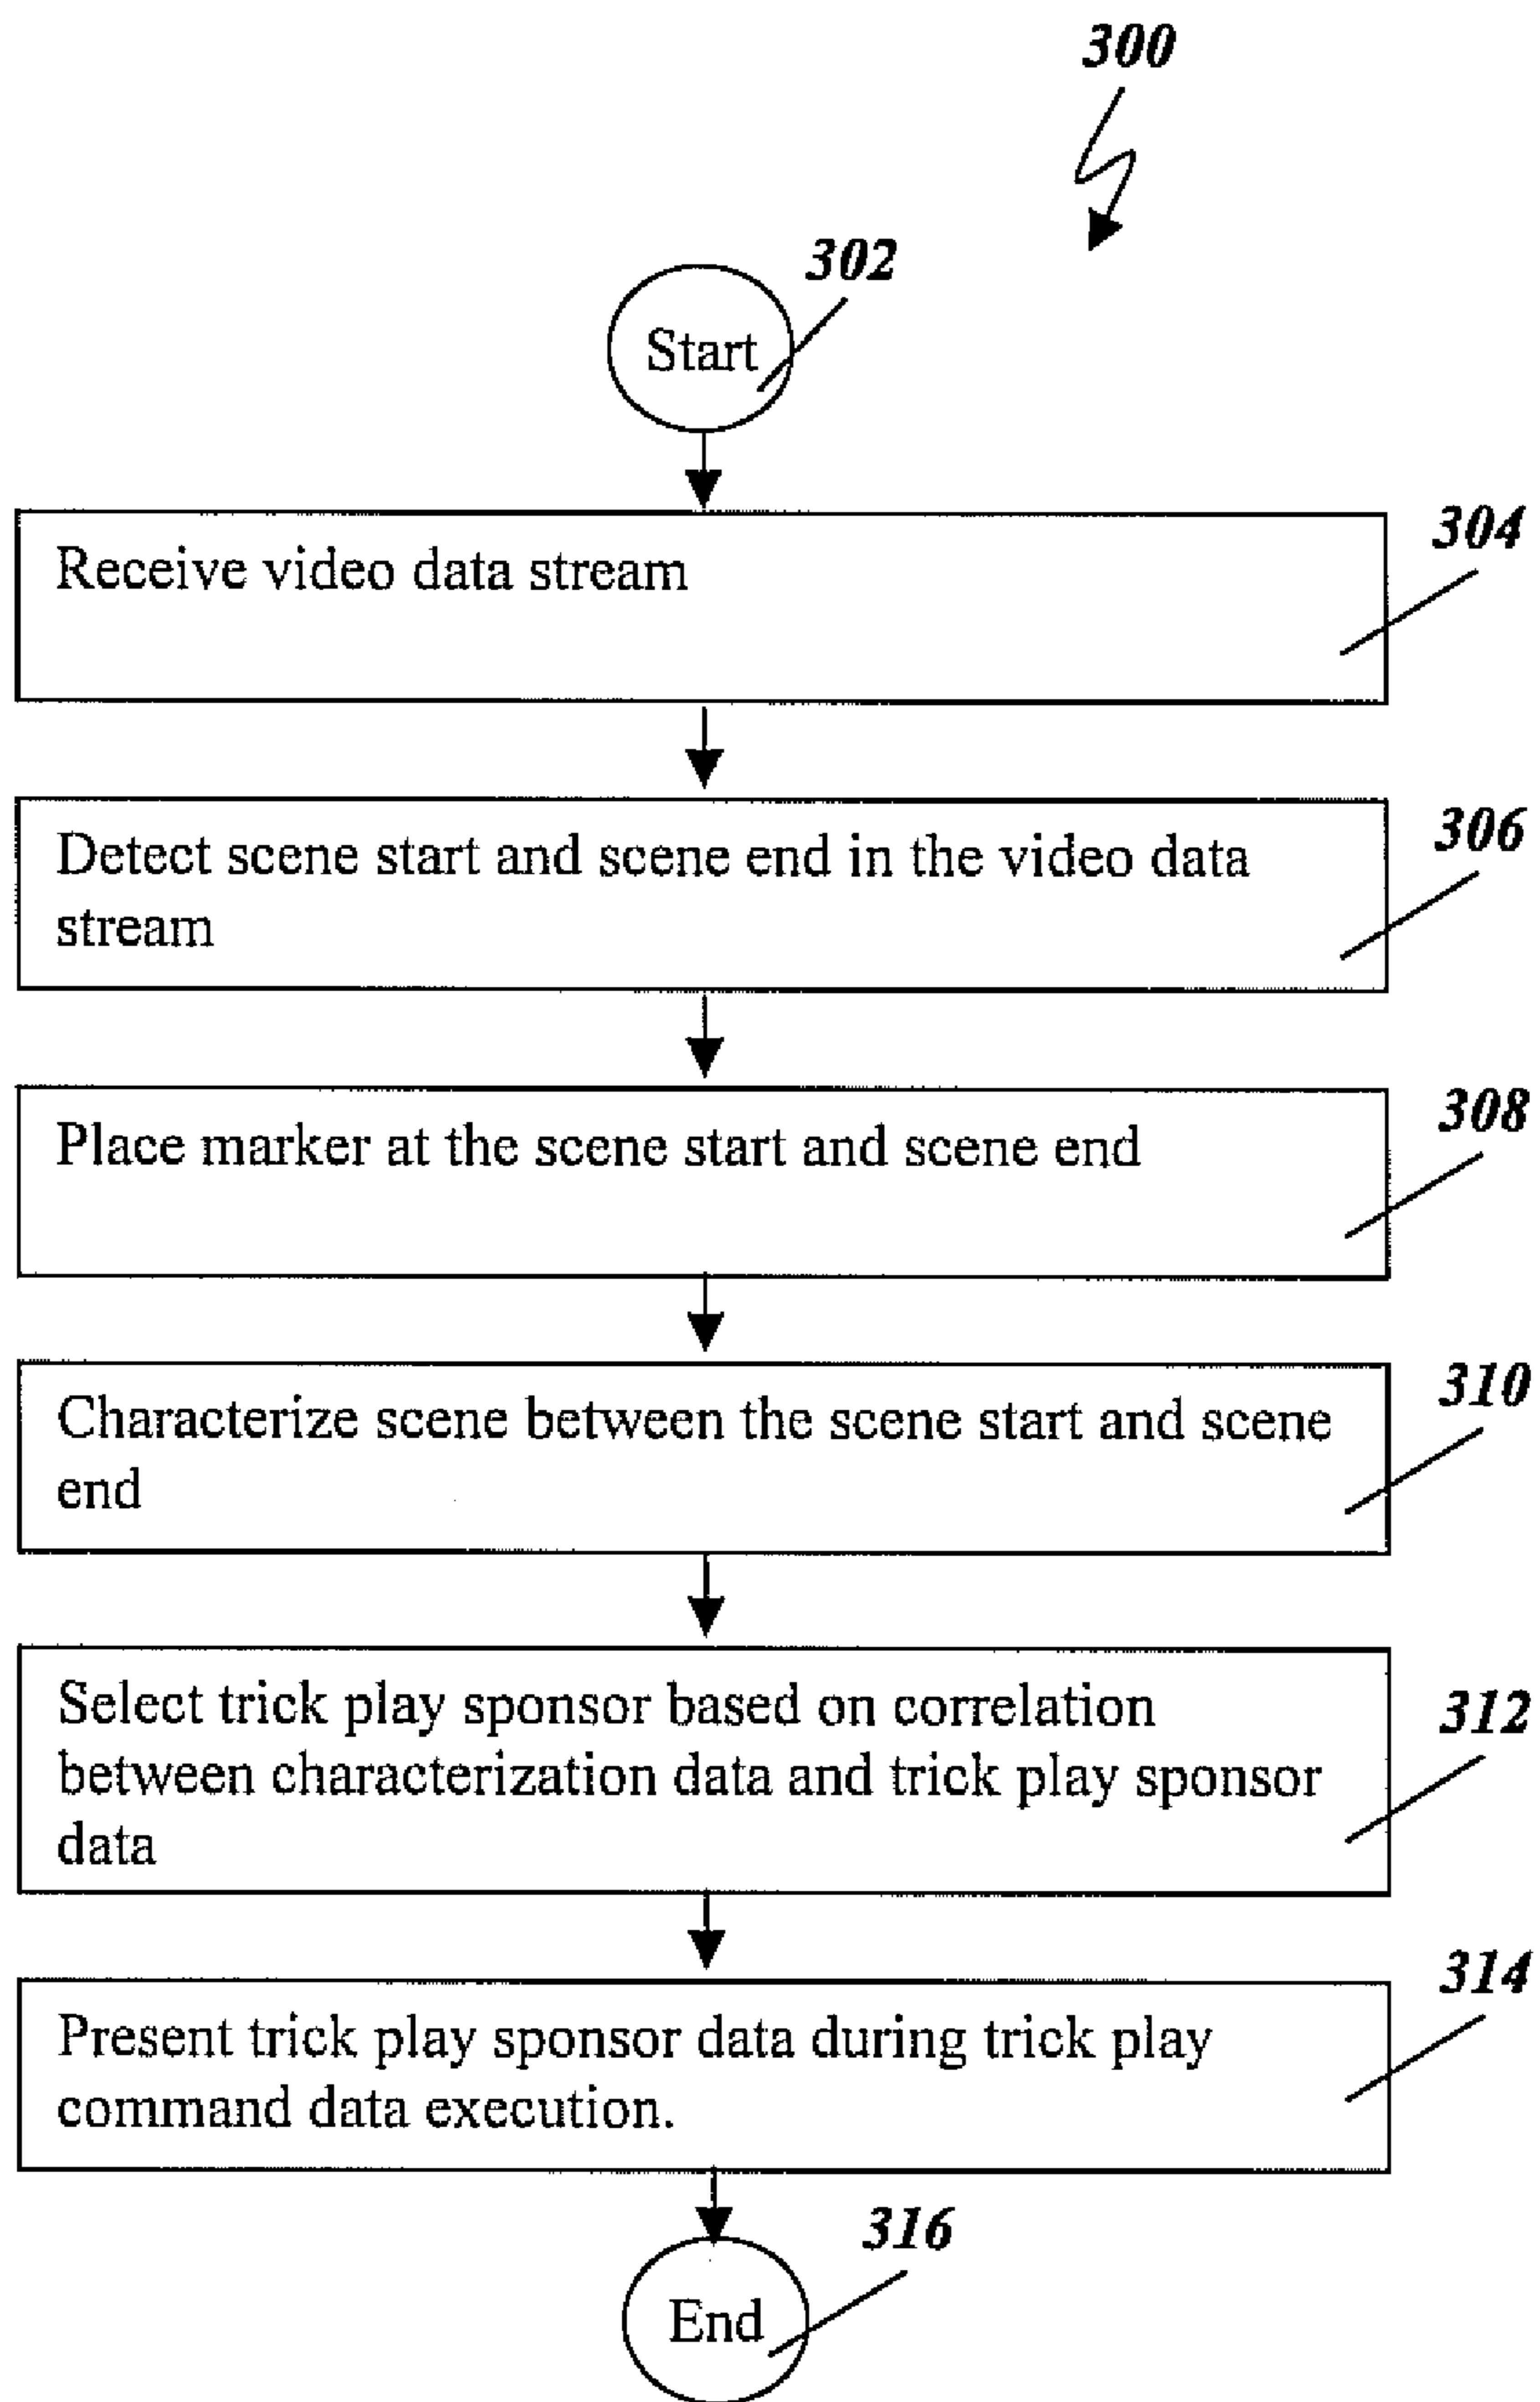 300
302
Start
304
Receive video data stream
306
Detect scene start and scene end in the video data
stream
308
Place marker at the scene start and scene end
310
Characterize scene between the scene start and scene
end
312
Select trick play sponsor based on correlation
between characterization data and trick play sponsor
data
314
Present trick play sponsor data during trick play
command data execution.
316
End